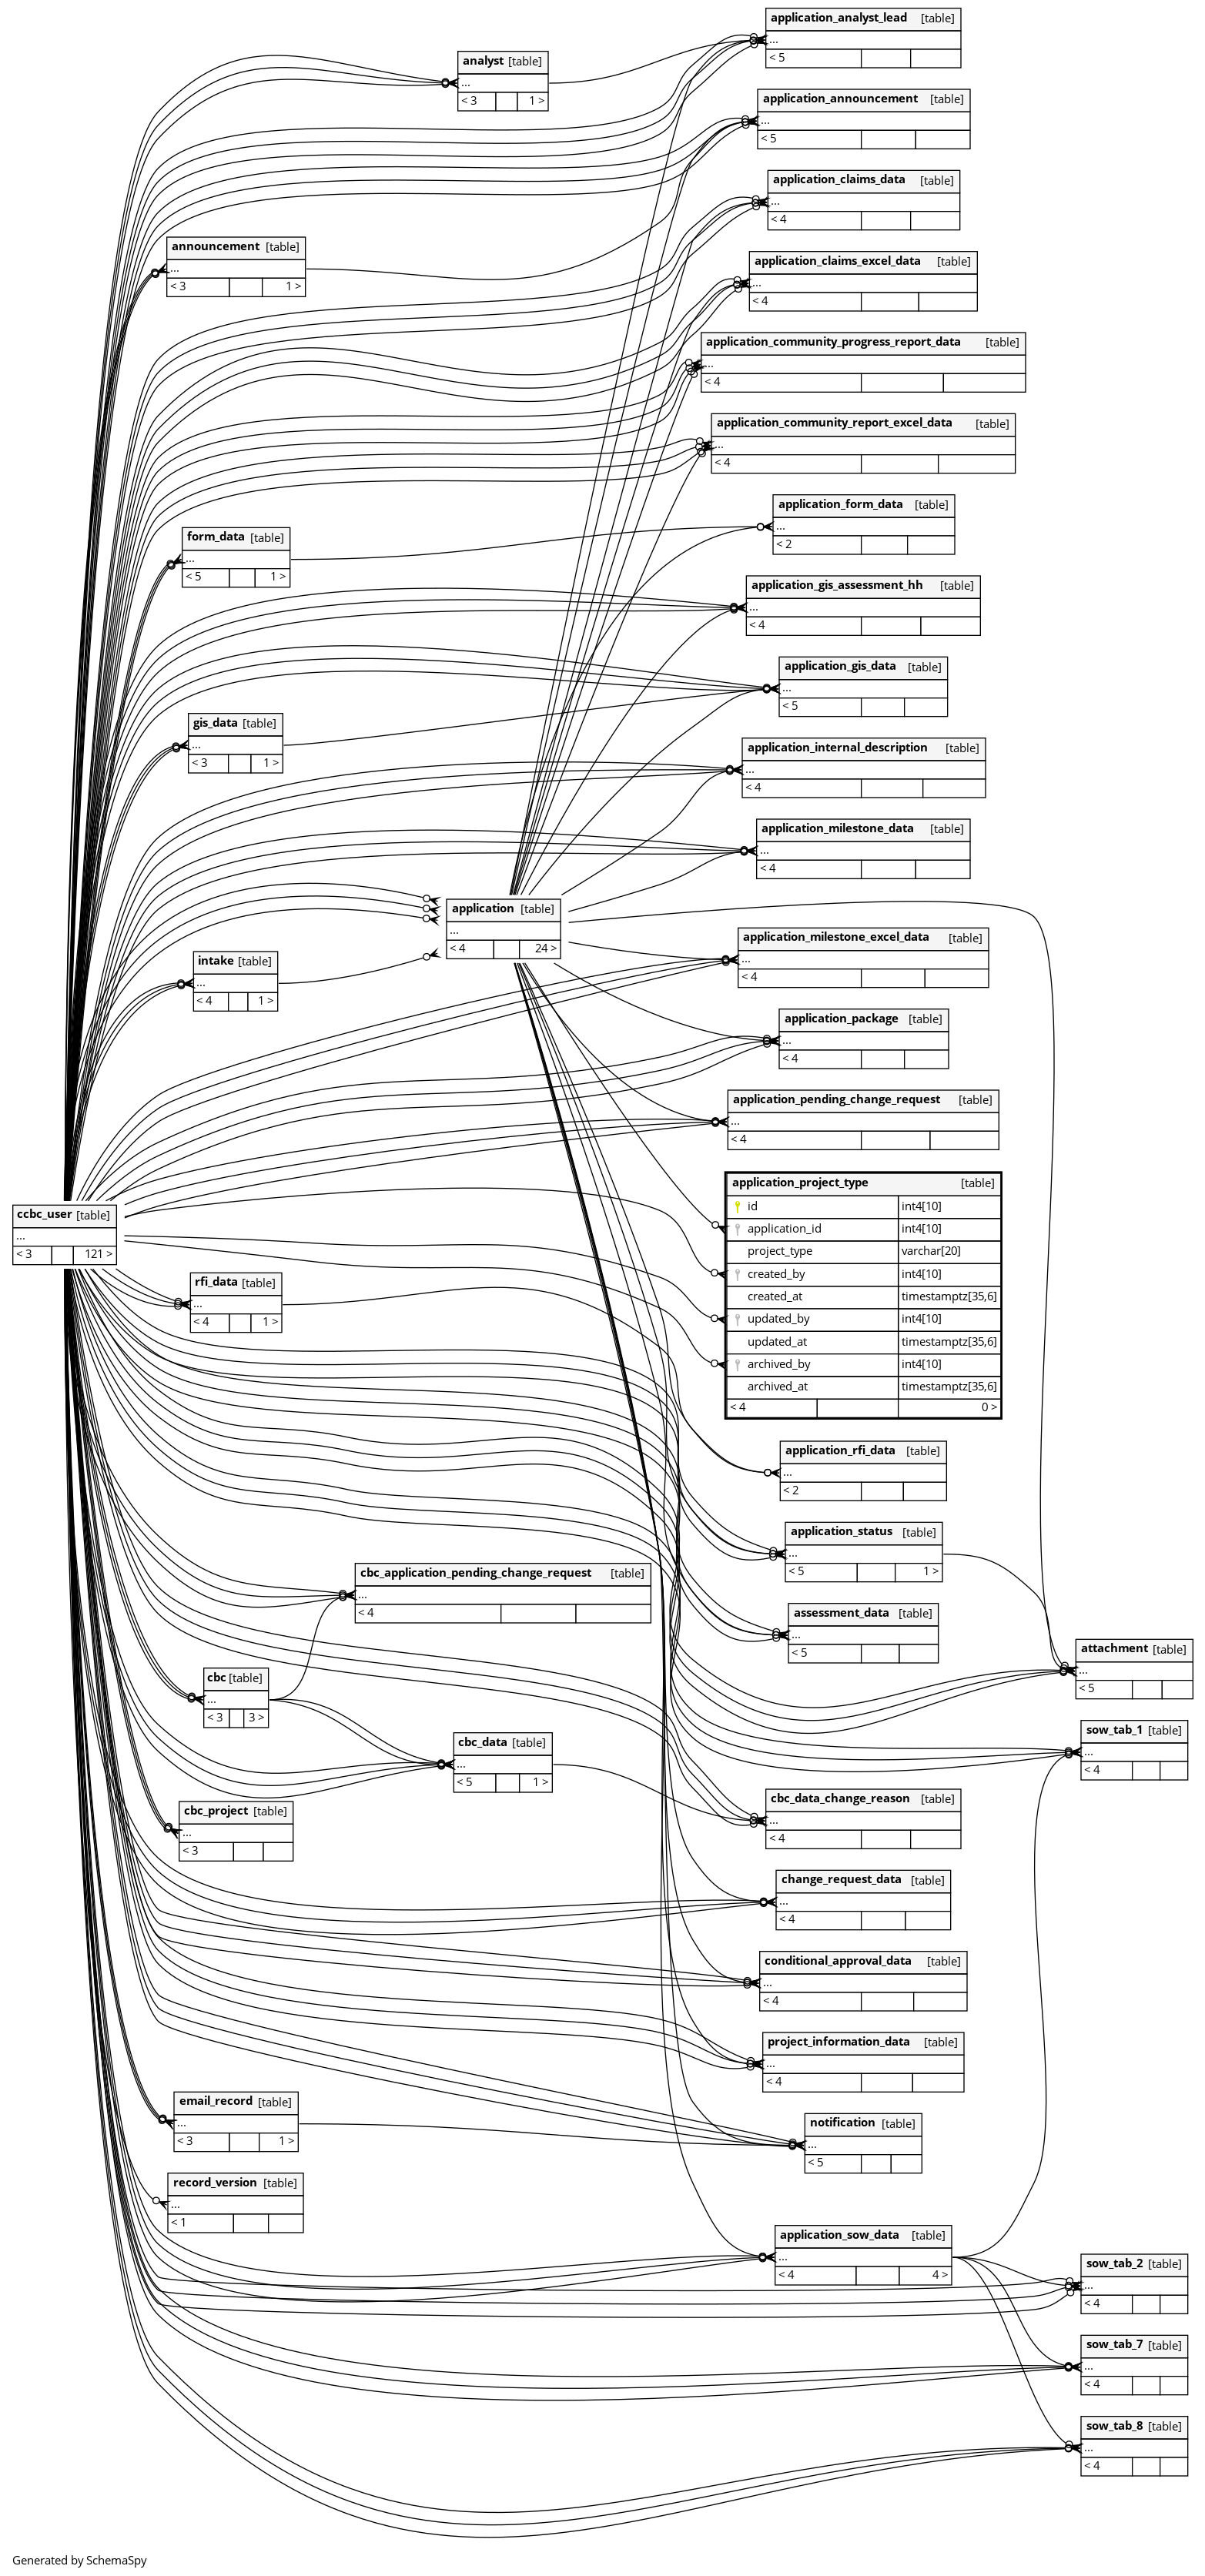 application_analyst_lead [table]
...
< 5
analyst [table]
...
< 3 1 >
application_announcement [table]
...
< 5
application_claims_data [table]
...
< 4
announcement [table]
...
< 3 1 >
application_claims_excel_data [table]
...
< 4
application_community_progress_report_data [table]
...
< 4
application_community_report_excel_data [table]
...
< 4
application_form_data [table]
...
< 2
form_data [table]
...
< 5 1 >
application_gis_assessment_hh [table]
...
< 4
application_gis_data [table]
...
< 5
gis_data [table]
...
< 3 1 >
application_internal_description [table]
...
< 4
application_milestone_data [table]
...
< 4
application [table]
...
< 4 24 >
application_milestone_excel_data [table]
...
< 4
intake [table]
...
< 4 1 >
application_package [table]
...
< 4
application_pending_change_request [table]
...
< 4
application_project_type [table]
id int4[10]
application_id int4[10]
project_type varchar[20]
created_by int4[10]
created_at timestamptz[35,6]
updated_by int4[10]
updated_at timestamptz[35,6]
archived_by int4[10]
archived_at timestamptz[35,6]
< 4 0 >
ccbc_user [table]
...
< 3 121 >
rfi_data [table]
...
< 4 1 >
application_rfi_data [table]
...
< 2
application_status [table]
...
< 5 1 >
cbc_application_pending_change_request [table]
...
< 4
assessment_data [table]
...
< 5
attachment [table]
...
< 5
cbc [table]
...
< 3 3 >
sow_tab_1 [table]
...
< 4
cbc_data [table]
...
< 5 1 >
cbc_data_change_reason [table]
...
< 4
cbc_project [table]
...
< 3
change_request_data [table]
...
< 4
conditional_approval_data [table]
...
< 4
project_information_data [table]
...
< 4
email_record [table]
...
< 3 1 >
notification [table]
...
< 5
record_version [table]
...
< 1
application_sow_data [table]
...
< 4 4 >
sow_tab_2 [table]
...
< 4
sow_tab_7 [table]
...
< 4
sow_tab_8 [table]
...
< 4
Generated by SchemaSpy